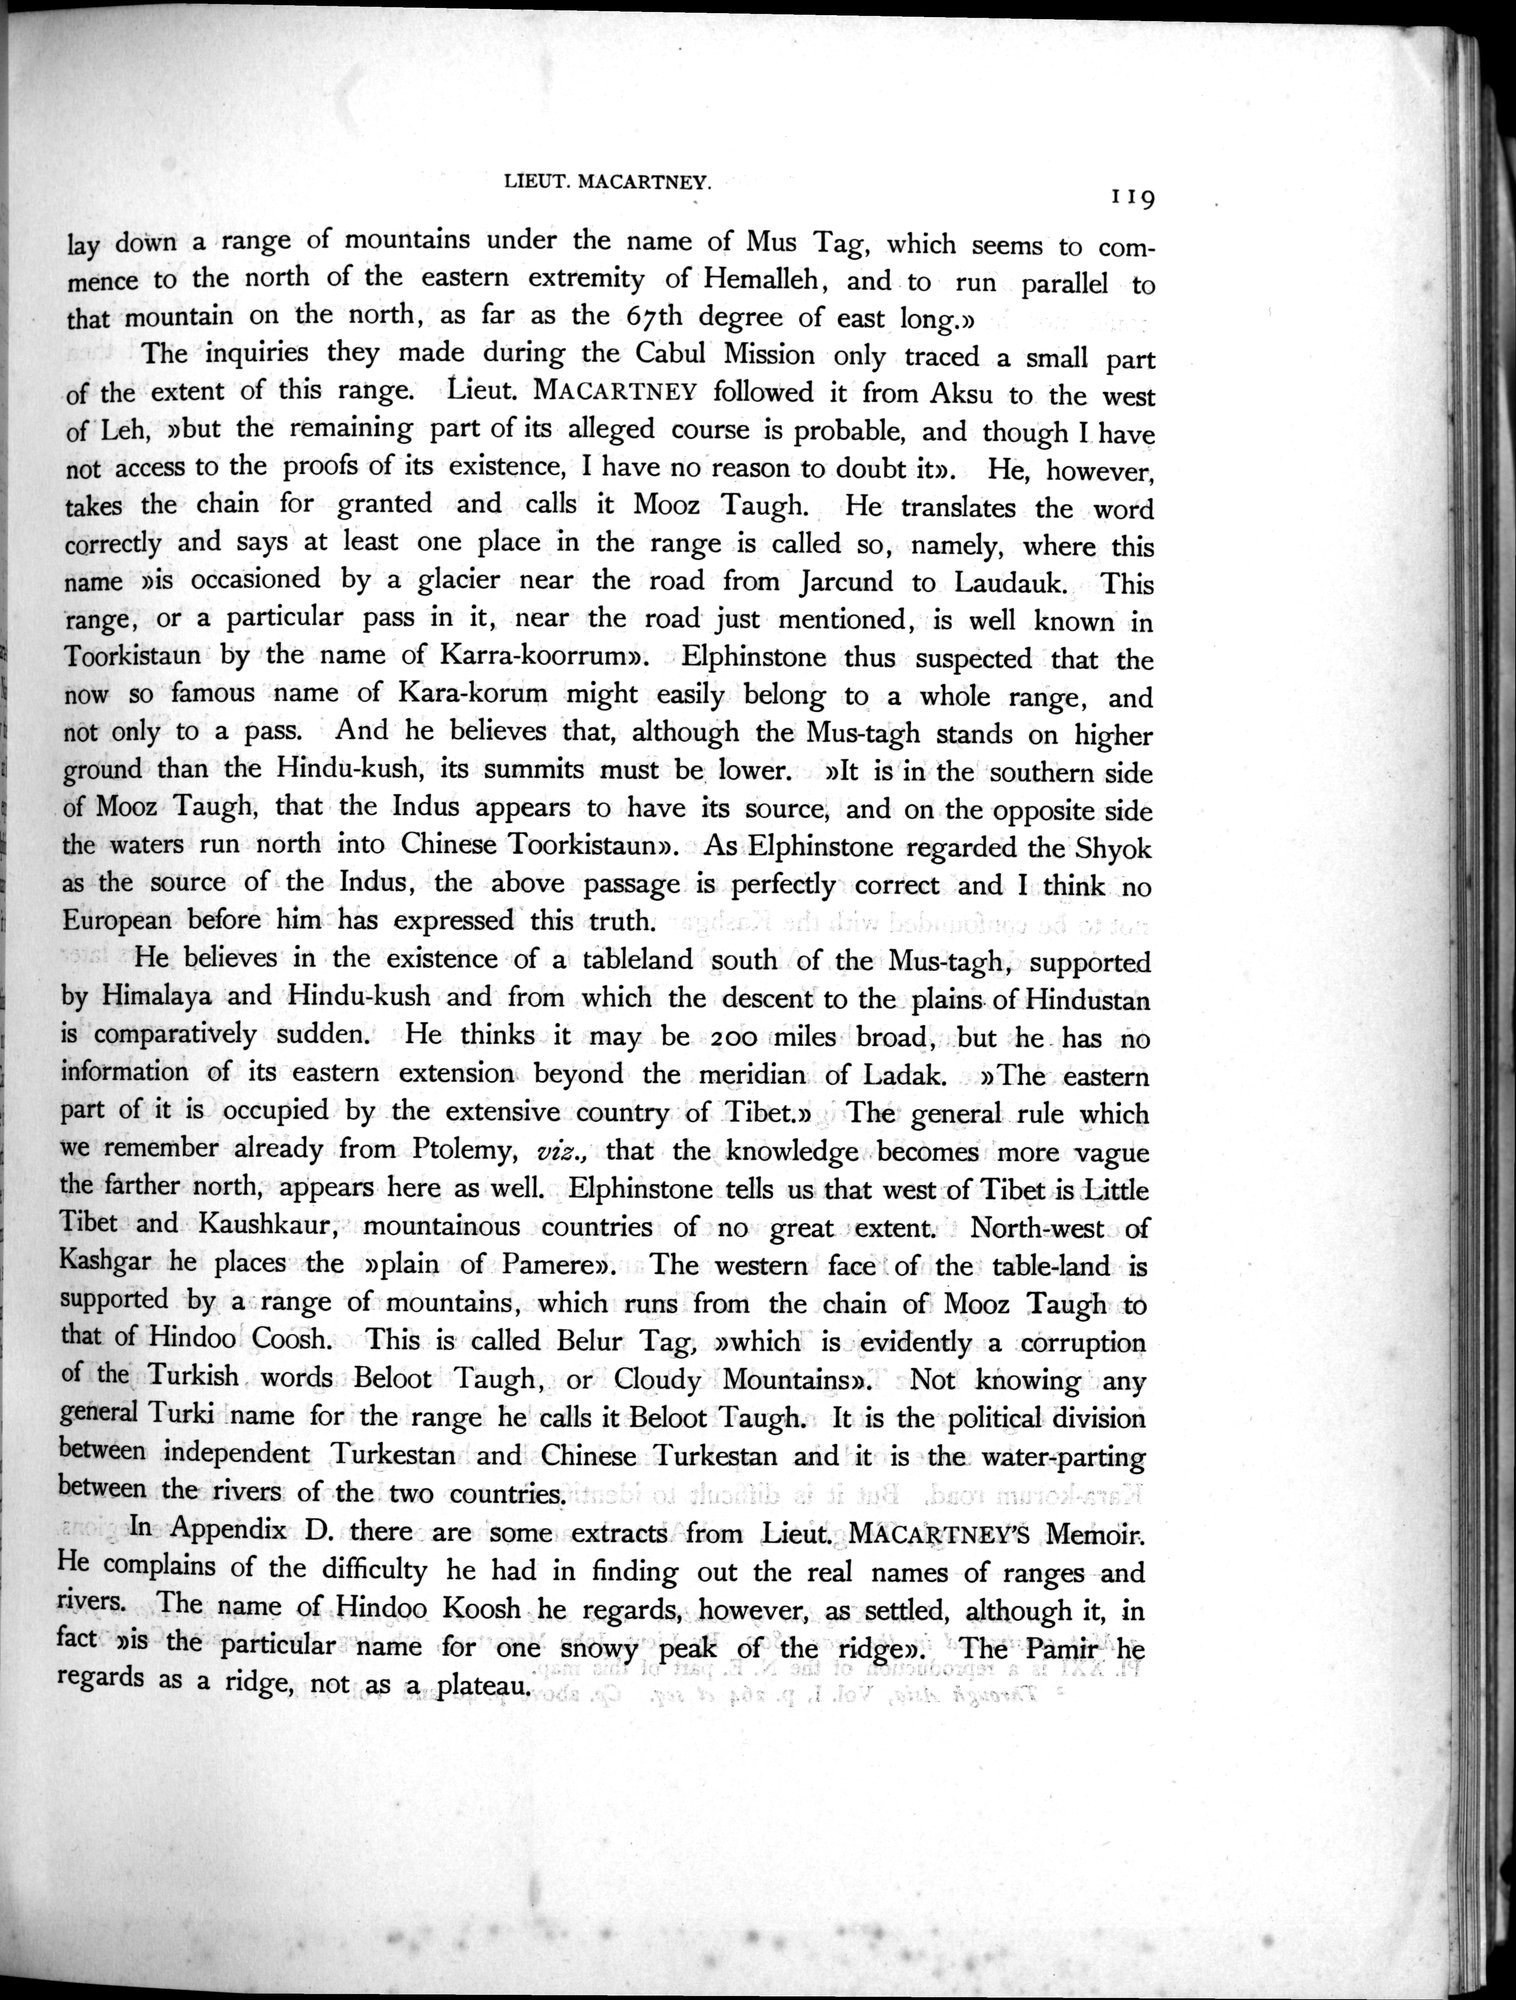 LIEUT. MACARTNEY.
119
lay down a range of mountains under the name of Mus Tag, which seems to com-
mence to the north of the eastern extremity of Hemalleh, and to run parallel to
that mountain on the north, as far as the 67th degree of east long.»
The inquiries they made during the Cabul Mission only traced a small part
of the extent of this range. Lieut. MACARTNEY followed it from Aksu to the west
of Leh, »but the remaining part of its alleged course is probable, and though I have
not access to the proofs of its existence, I have no reason to doubt it». He, however,
takes the chain for granted and calls it Mooz Taugh. He translates the word
correctly and says at least one place in the range is called so, namely, where this
name »is occasioned by a glacier near the road from Jarcund to Laudauk. This
range, or a particular pass in it, near the road just mentioned, is well known in
Toorkistaun by the name of Karra-koorrum». Elphinstone thus suspected that the
now so famous name of Kara-korum might easily belong to a whole range, and
not only to a pass. And he believes that, although the Mus-tagh stands on higher
ground than the Hindu-kush, its summits must be lower. »It is in the southern side
of Mooz Taugh, that the Indus appears to have its source, and on the opposite side
the waters run north into Chinese Toorkistaun». As Elphinstone regarded the Shyok
as the source of the Indus, the above passage is perfectly correct and I think no
European before him has expressed this truth.
He believes in the existence of a tableland south of the Mus-tagh, supported
by Himalaya and Hindu-kush and from which the descent to the plains of Hindustan
is comparatively sudden. He thinks it may be 200 miles broad, but he has no
information of its eastern extension beyond the meridian of Ladak. »The eastern
part of it is occupied by the extensive country of Tibet.» The general rule which
we remember already from Ptolemy, viz., that the knowledge becomes more vague
the farther north, appears here as well. Elphinstone tells us that west of Tibet is Little
Tibet and Kaushkaur, mountainous countries of no great extent. North-west of
Kashgar he places the »plain of Pamere». The western face of the table-land is
supported by a range of mountains, which runs from the chain of Mooz Taugh to
that of Hindoo Coosh. This is called Belur Tag, »which is evidently a corruption
of the Turkish words Beloot Taugh, or Cloudy Mountains». Not knowing any
general Turki name for the range he calls it Beloot Taugh. It is the political division
between independent Turkestan and Chinese Turkestan and it is the water-parting
between the rivers of the two countries.
In Appendix D. there are some extracts from Lieut. MACARTNEY'S Memoir.
He complains of the difficulty he had in finding out the real names of ranges and
rivers. The name of Hindoo Koosh he regards, however, as settled, although it, in
fact »is the particular name for one snowy peak of the ridge». The Pamir he
regards as a ridge, not as a plateau.